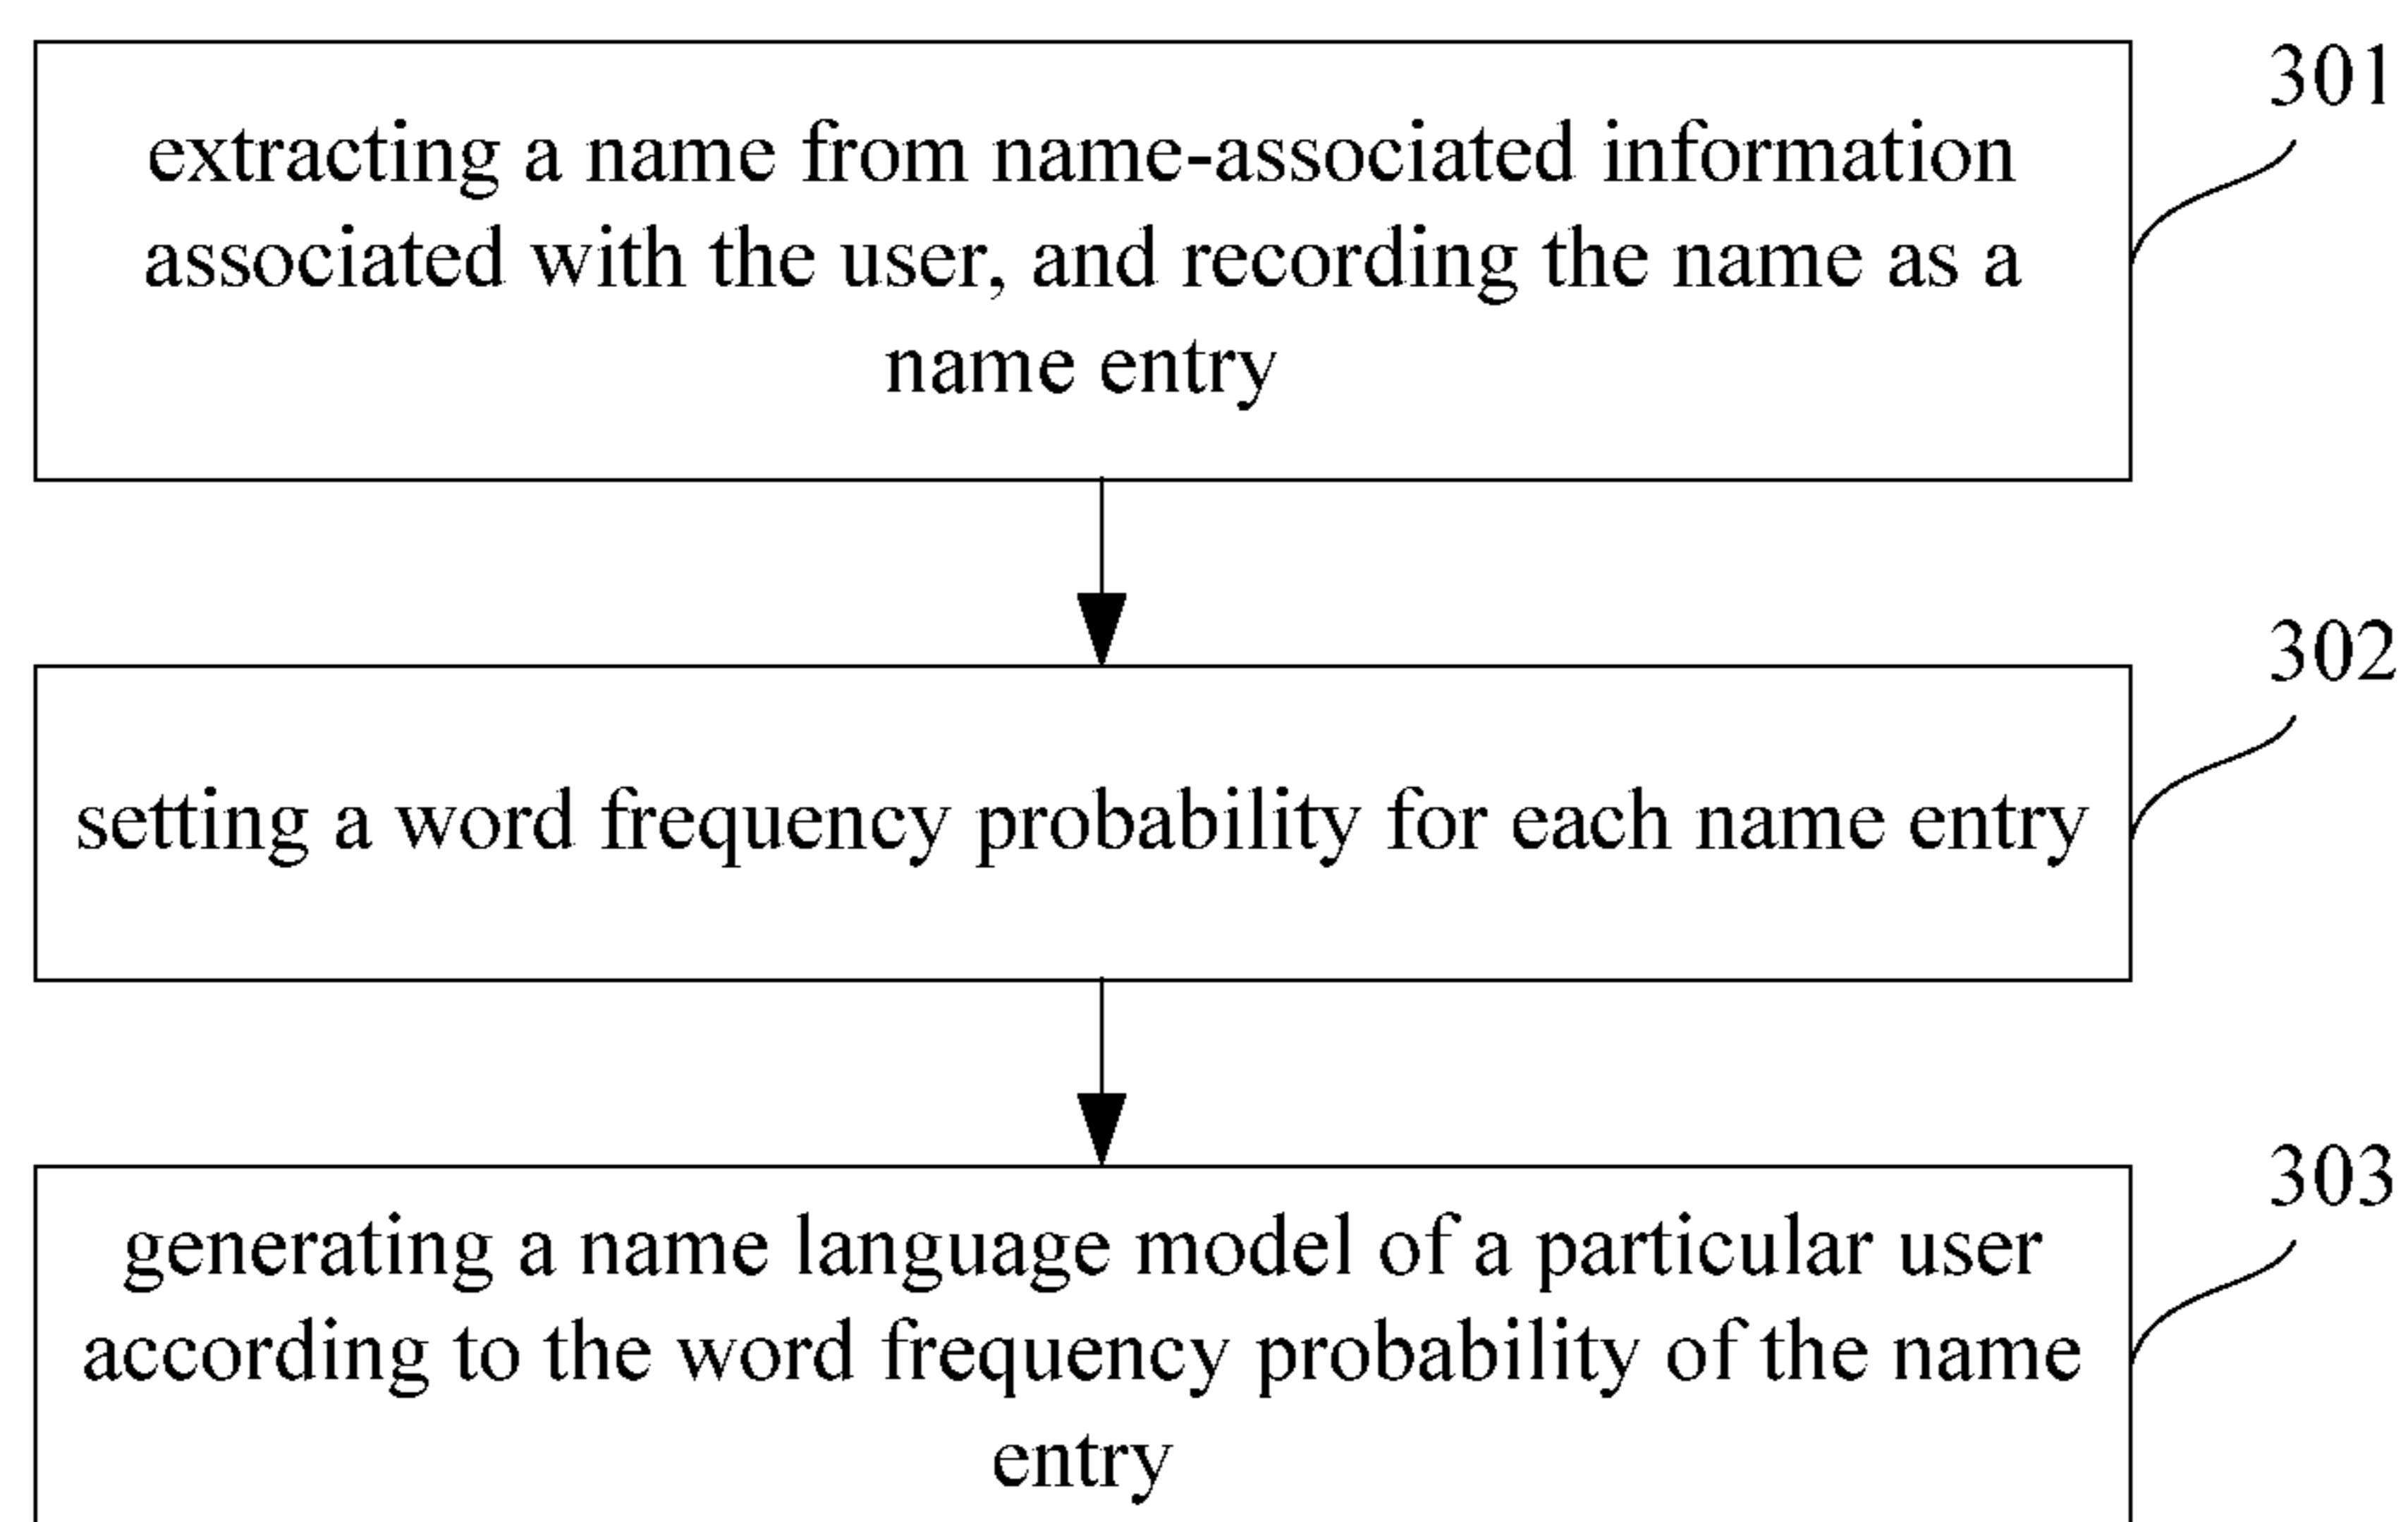 301
extracting a name from name-associated information
associated with the user, and recording the name as a
name entry
302
setting a word frequency probability for each name entry
303
generating a name language model of a particular user
according to the word frequency probability of the name
entry